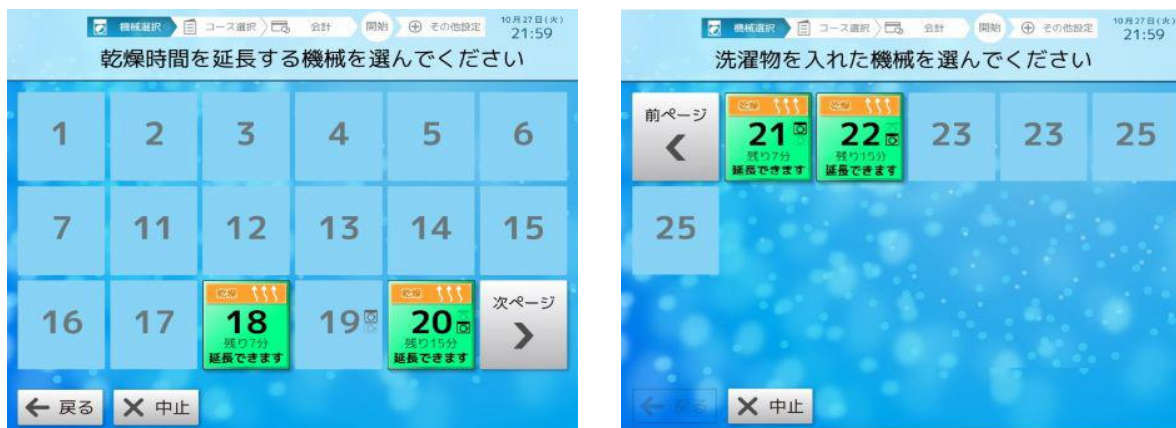 機械選択 コース選択 会計 開始 その他設定
10月27日(火)
21:59
乾燥時間を延長する機械を選んでください
1 2 3 4 5 6
7 11 12 13 14 15
16 17
乾燥
18
残り7分
延長できます
19
乾燥
20
残り15分
延長できます
次ページ
戻る 中止
機械選択 コース選択 会計 開始 その他設定
10月27日(火)
21:59
洗濯物を入れた機械を選んでください
前ページ
乾燥
21
残り7分
延長できます
乾燥
22
残り15分
延長できます
23 23 25
25
戻る 中止